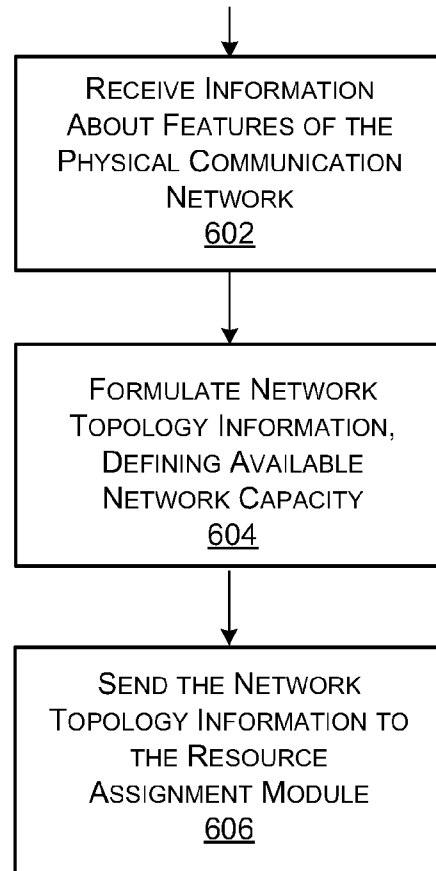 RECEIVE INFORMATION
ABOUT FEATURES OF THE
PHYSICAL COMMUNICATION
NETWORK
602
FORMULATE NETWORK
TOPOLOGY INFORMATION,
DEFINING AVAILABLE
NETWORK CAPACITY
604
SEND THE NETWORK
TOPOLOGY INFORMATION TO
THE RESOURCE
ASSIGNMENT MODULE
606